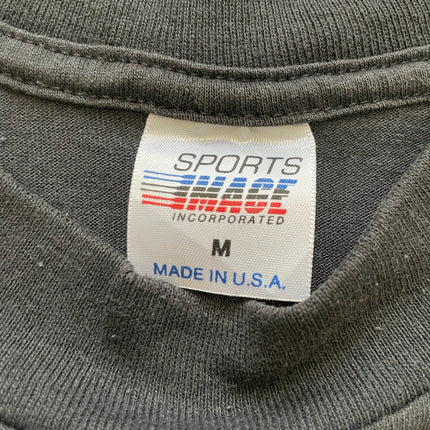 SPORTS
IMAGE
INCORPORATED
M
MADE IN U.S.A.